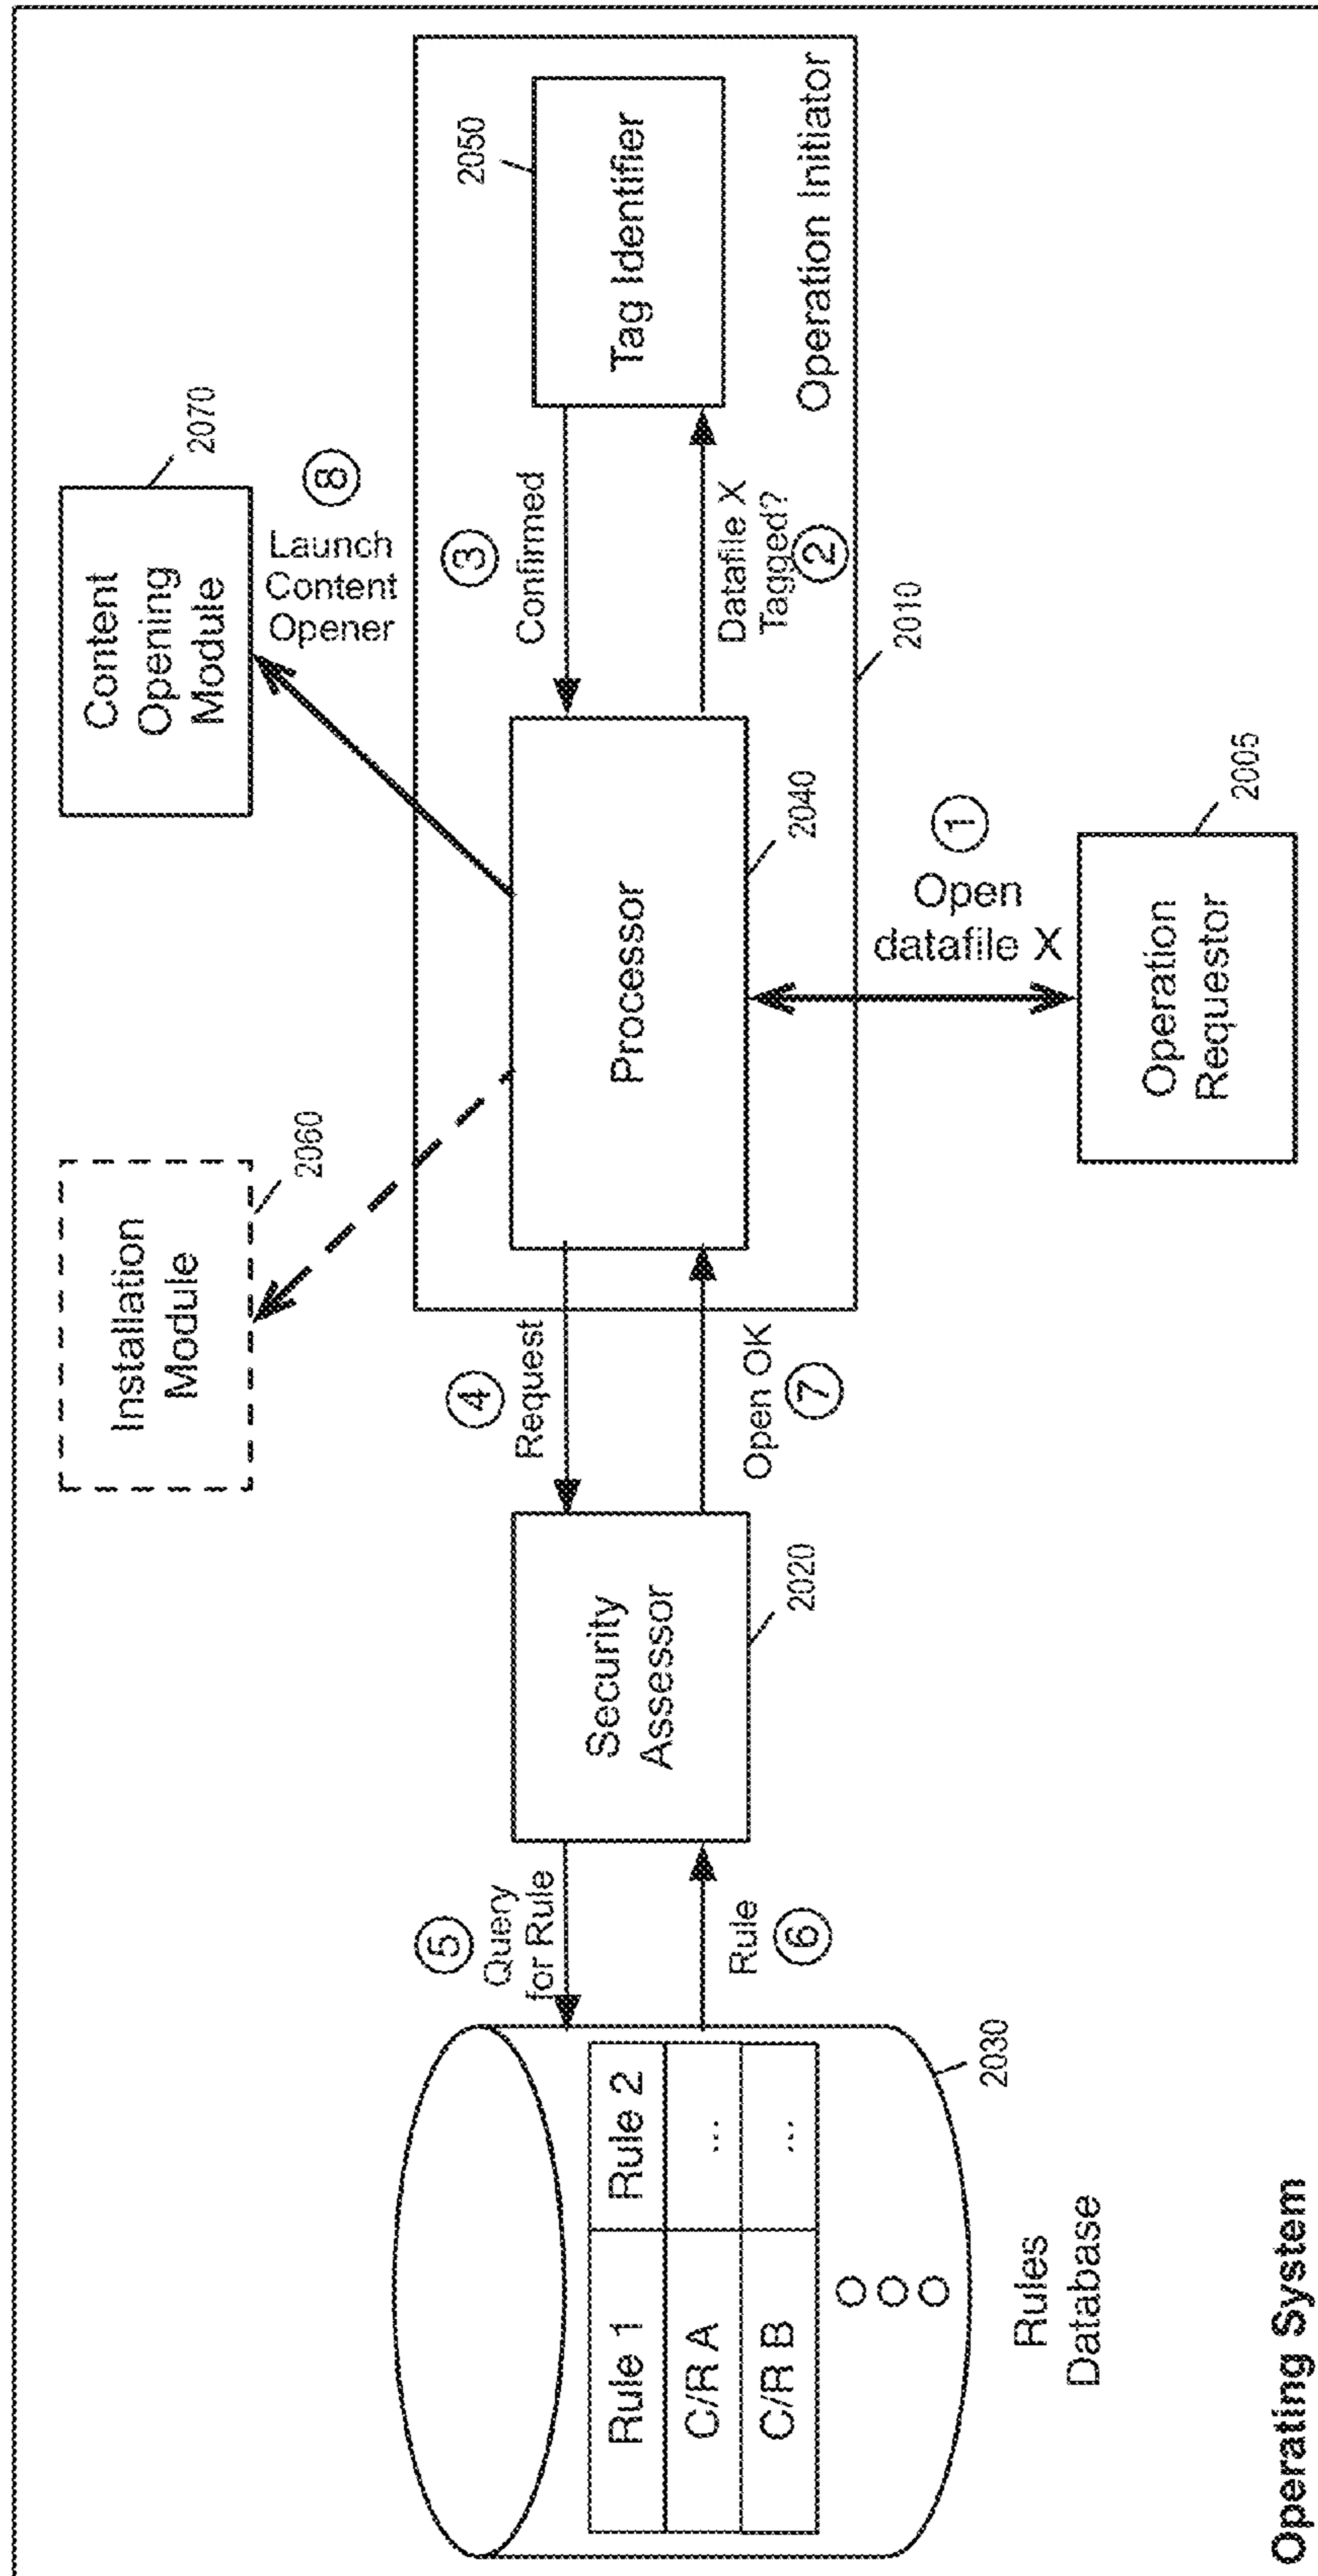 Installation
Module
2060
Content
Opening
Module
2070
8
Launch
Content
Opener
5
Query
for Rule
4
Request
3
Confirmed
2050
Rule 1
Rule 2
C/R A
...
C/R B
...
Security
Assessor
Processor
Tag Identifier
Rule
6
2030
2020
Open OK
7
2040
Datafile X
Tagged?
2
Operation Initiator
2010
1
Open
datafile X
Rules
Database
Operation
Requestor
2005
Operating System